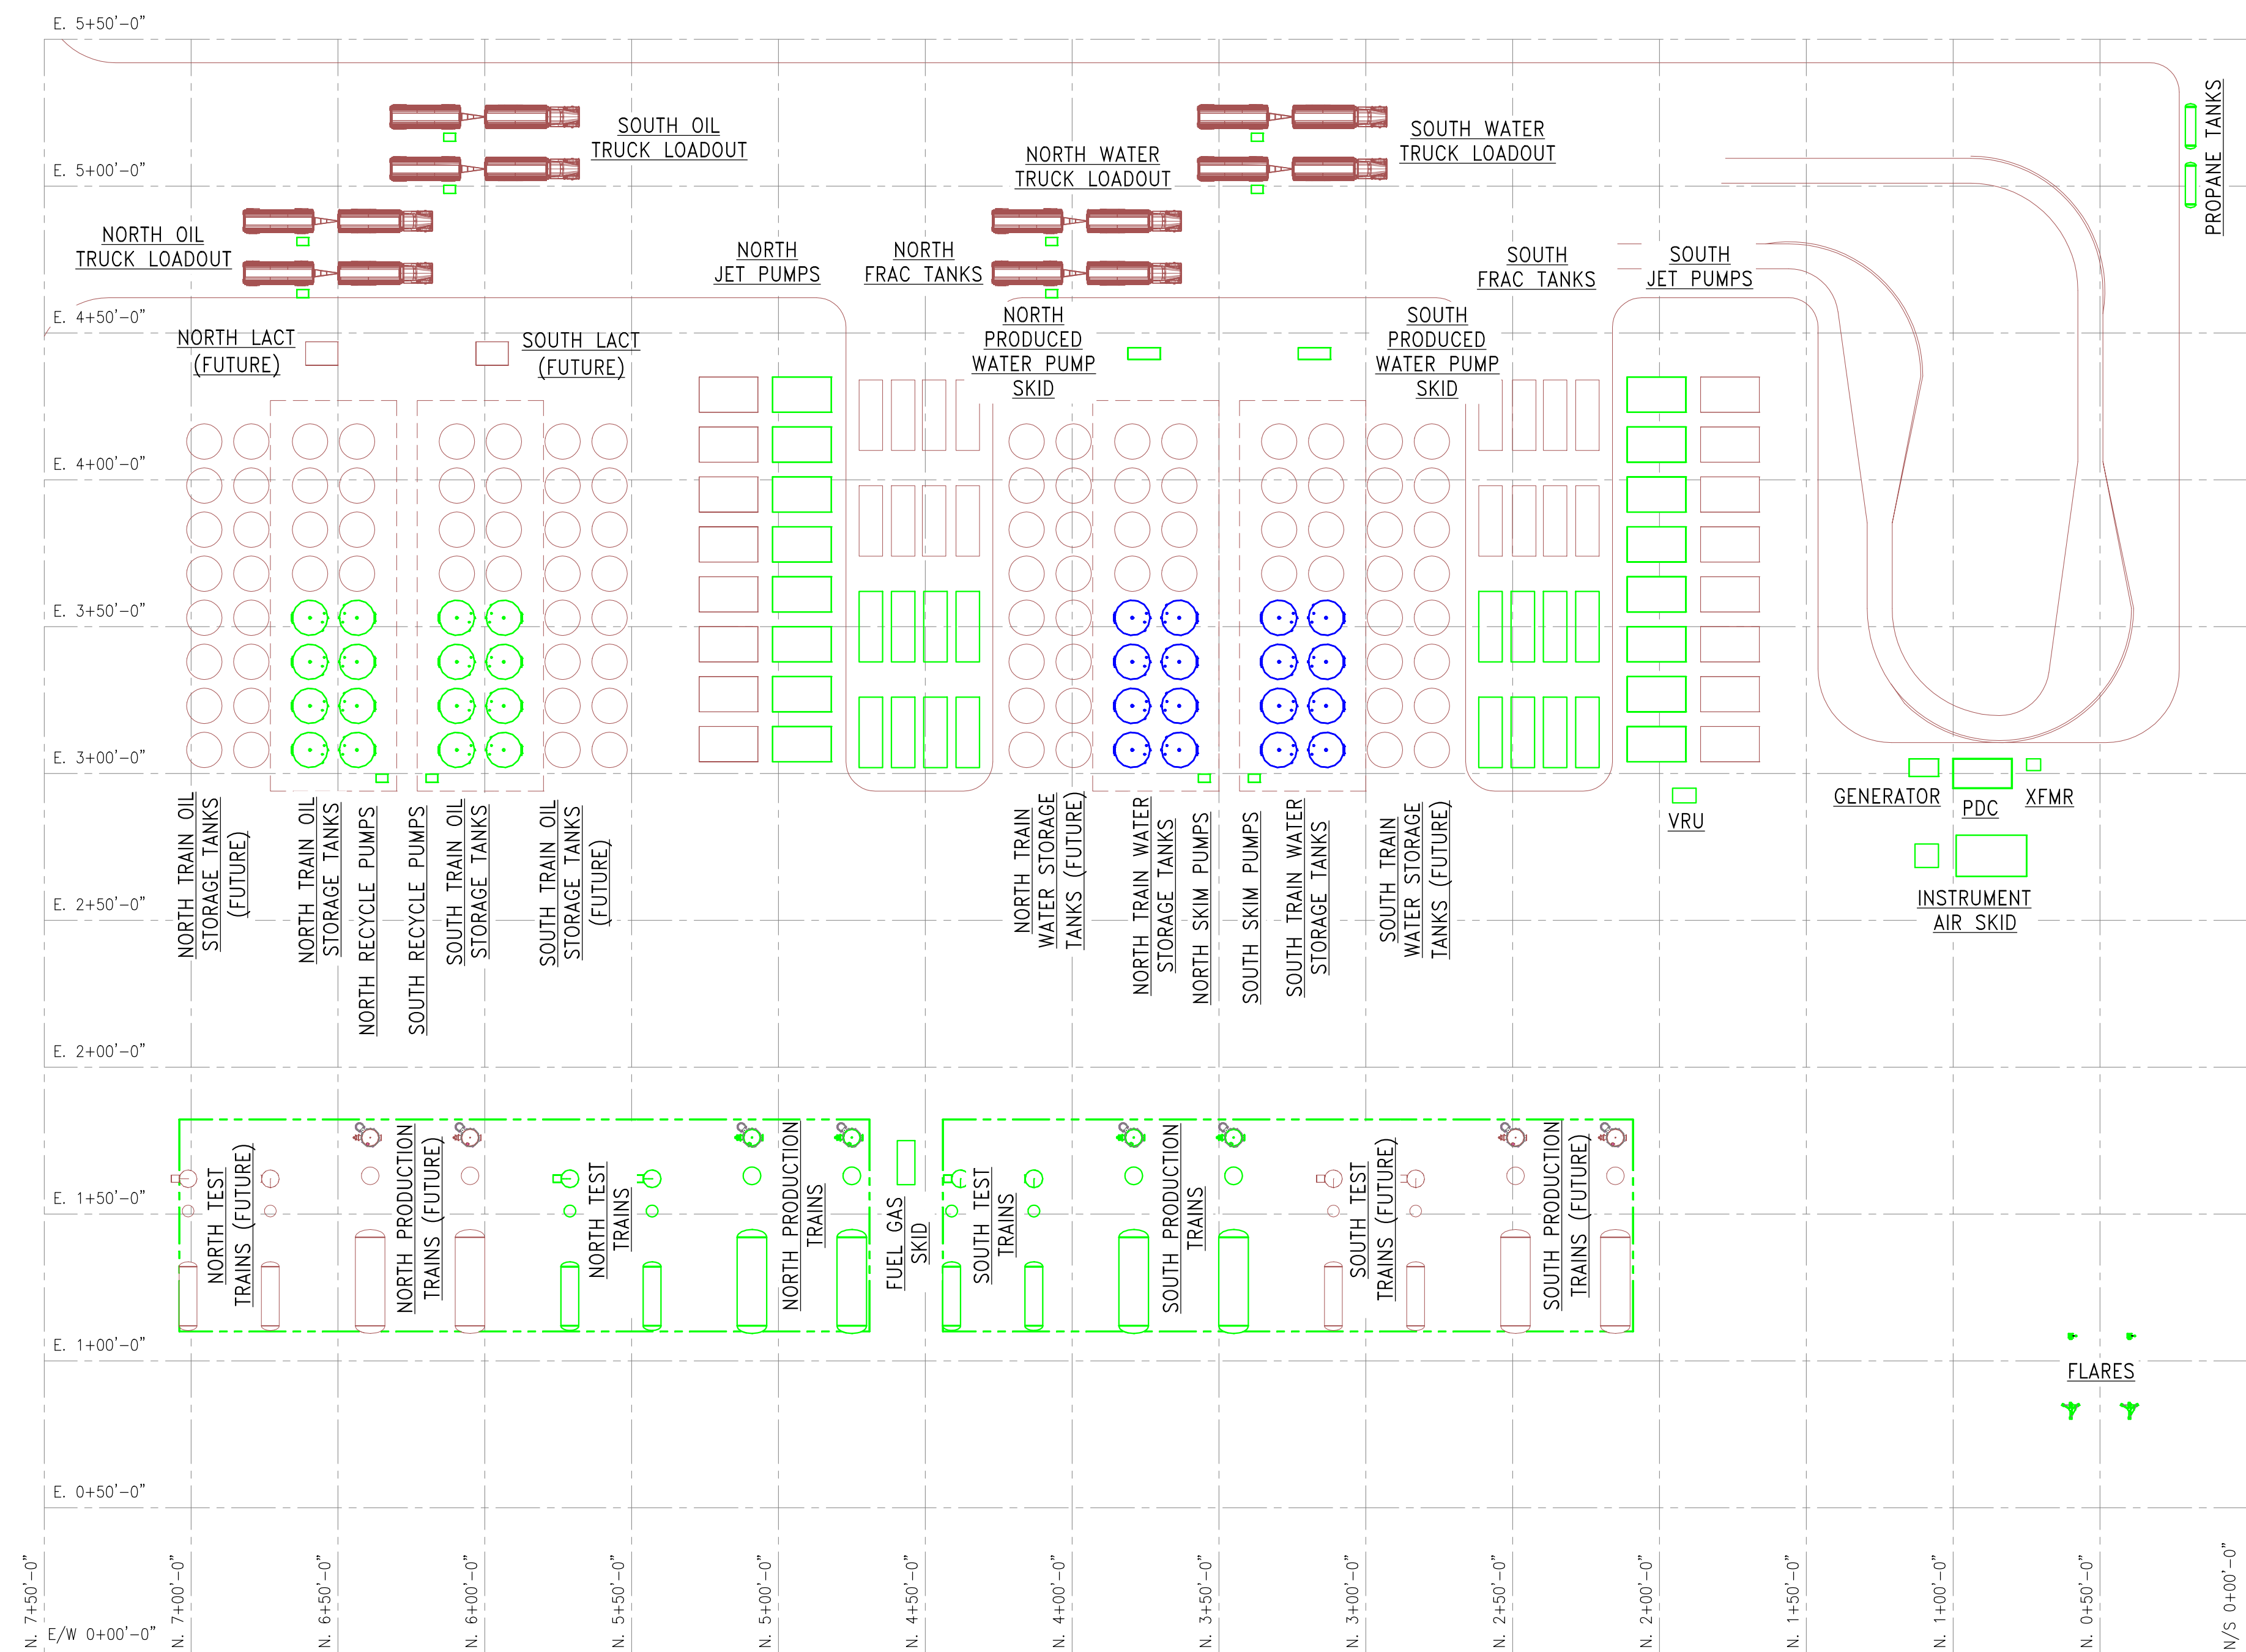 E. 5+50'-0"
PROPANE TANKS
SOUTH OIL
TRUCK LOADOUT
SOUTH WATER
TRUCK LOADOUT
NORTH WATER
TRUCK LOADOUT
E. 5+00'-0"
NORTH OIL
TRUCK LOADOUT
NORTH
JET PUMPS
NORTH
FRAC TANKS
SOUTH
FRAC TANKS
SOUTH
JET PUMPS
E. 4+50'-0"
NORTH LACT
(FUTURE)
SOUTH LACT
(FUTURE)
NORTH
PRODUCED
WATER PUMP
SKID
SOUTH
PRODUCED
WATER PUMP
SKID
E. 4+00'-0"
E. 3+50'-0"
E. 3+00'-0"
GENERATOR
PDC
XFMR
VRU
NORTH TRAIN OIL
STORAGE TANKS
(FUTURE)
NORTH TRAIN OIL
STORAGE TANKS
NORTH RECYCLE PUMPS
SOUTH RECYCLE PUMPS
SOUTH TRAIN OIL
STORAGE TANKS
SOUTH TRAIN OIL
STORAGE TANKS
(FUTURE)
NORTH TRAIN
WATER STORAGE
TANKS (FUTURE)
NORTH TRAIN WATER
STORAGE TANKS
NORTH SKIM PUMPS
SOUTH SKIM PUMPS
SOUTH TRAIN WATER
STORAGE TANKS
SOUTH TRAIN
WATER STORAGE
TANKS (FUTURE)
INSTRUMENT
AIR SKID
E. 2+50'-0"
E. 2+00'-0"
NORTH TEST
TRAINS (FUTURE)
NORTH PRODUCTION
TRAINS (FUTURE)
NORTH TEST
TRAINS
NORTH PRODUCTION
TRAINS
FUEL GAS
SKID
SOUTH TEST
TRAINS
SOUTH PRODUCTION
TRAINS
SOUTH TEST
TRAINS (FUTURE)
SOUTH PRODUCTION
TRAINS (FUTURE)
E. 1+50'-0"
E. 1+00'-0"
FLARES
E. 0+50'-0"
E/W 0+00'-0"
N. 7+50'-0"
N. 7+00'-0"
N. 6+50'-0"
N. 6+00'-0"
N. 5+50'-0"
N. 5+00'-0"
N. 4+50'-0"
N. 4+00'-0"
N. 3+50'-0"
N. 3+00'-0"
N. 2+50'-0"
N. 2+00'-0"
N. 1+50'-0"
N. 1+00'-0"
N. 0+50'-0"
N/S 0+00'-0"